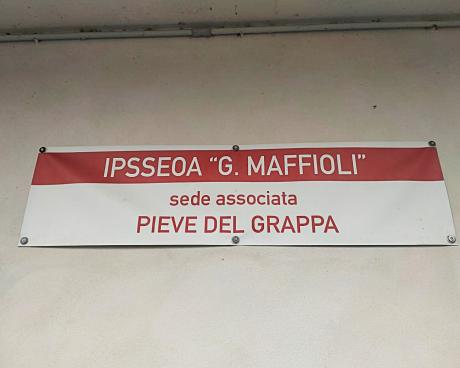 IPSSEOA "G. MAFFIOLI"
sede associata
PIEVE DEL GRAPPA